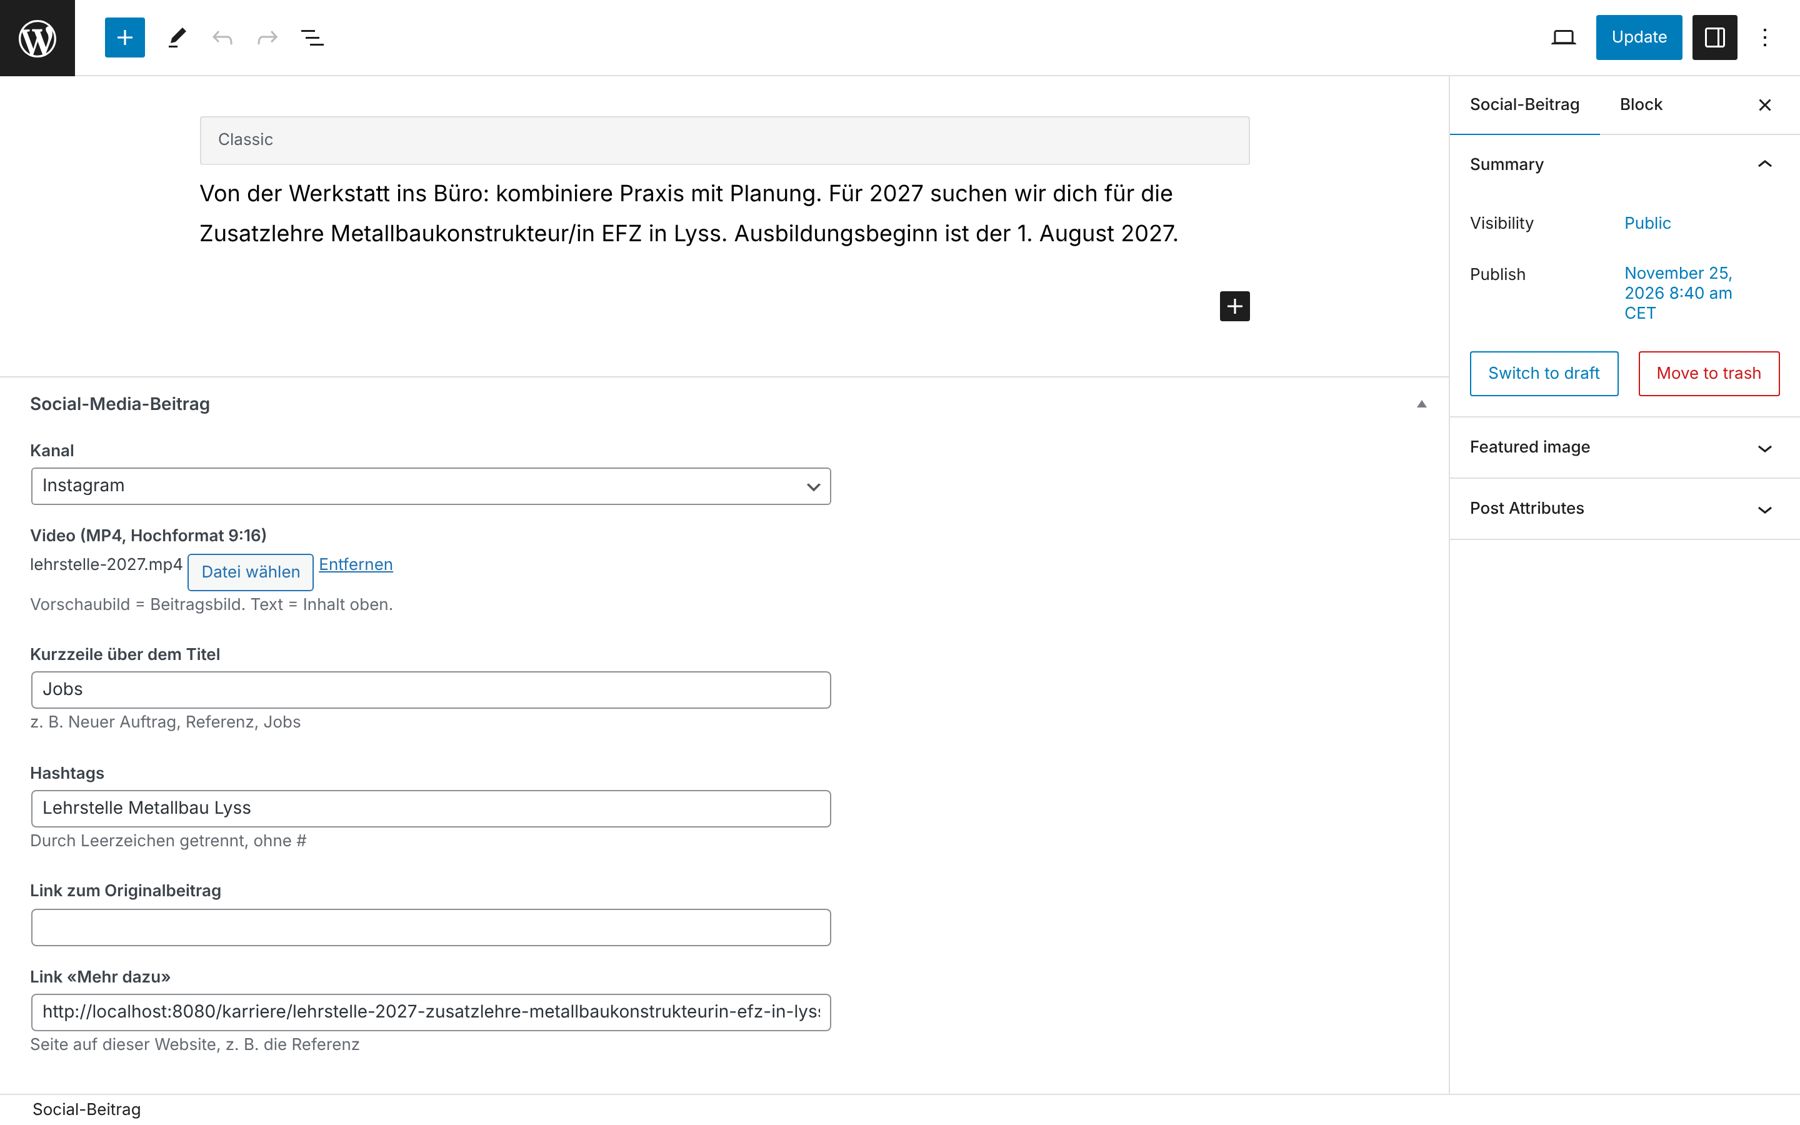 Update
Classic
Von der Werkstatt ins Büro: kombiniere Praxis mit Planung. Für 2027 suchen wir dich für die
Zusatzlehre Metallbaukonstrukteur/in EFZ in Lyss. Ausbildungsbeginn ist der 1. August 2027.
Social-Media-Beitrag
Kanal
Instagram
Video (MP4, Hochformat 9:16)
lehrstelle-2027.mp4 Datei wählen Entfernen
Vorschaubild = Beitragsbild. Text = Inhalt oben.
Kurzzeile über dem Titel
Jobs
z. B. Neuer Auftrag, Referenz, Jobs
Hashtags
Lehrstelle Metallbau Lyss
Durch Leerzeichen getrennt, ohne #
Link zum Originalbeitrag
Link «Mehr dazu»
http://localhost:8080/karriere/lehrstelle-2027-zusatzlehre-metallbaukonstrukteurin-efz-in-lyss
Seite auf dieser Website, z. B. die Referenz
Social-Beitrag Block
Summary
Visibility Public
Publish November 25,
2026 8:40 am
CET
Switch to draft Move to trash
Featured image
Post Attributes
Social-Beitrag